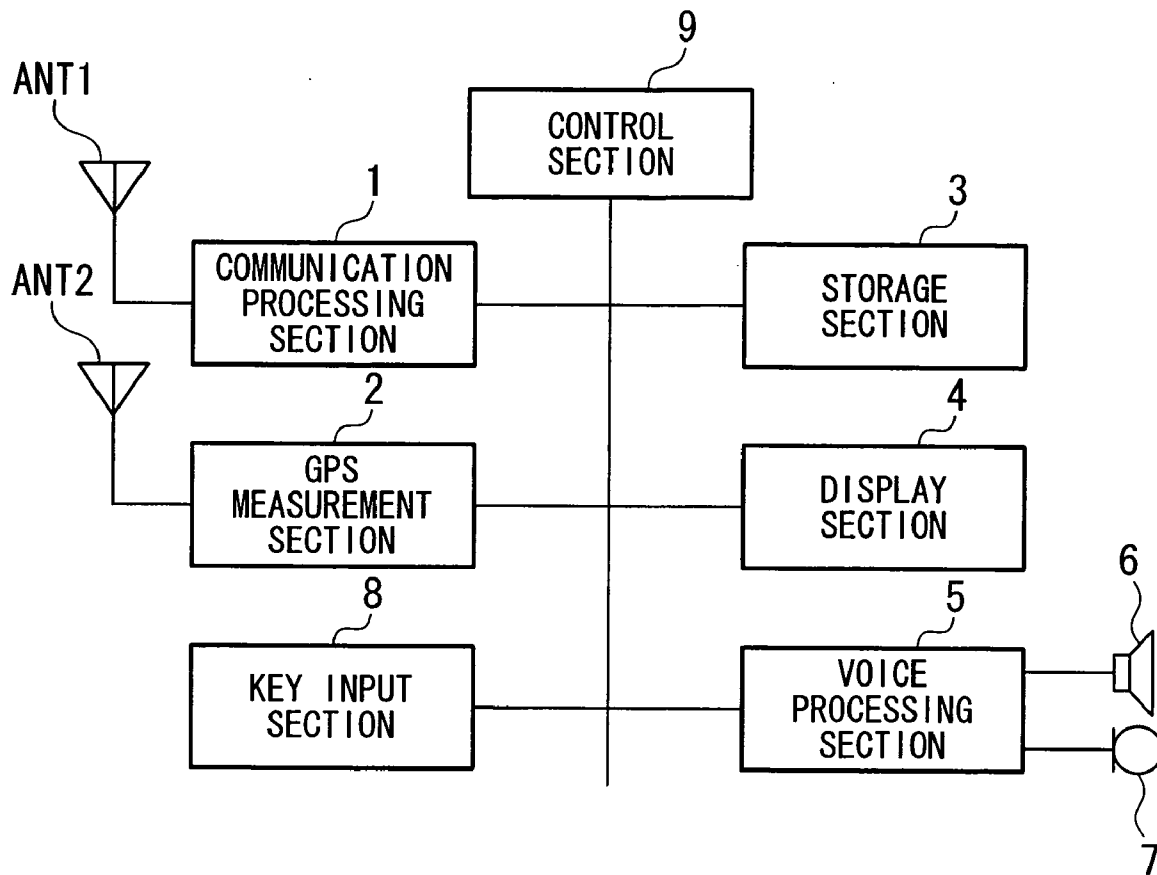 9
ANT1
CONTROL
SECTION
1
3
COMMUNICATION
PROCESSING
SECTION
STORAGE
SECTION
ANT2
2
4
GPS
MEASUREMENT
SECTION
DISPLAY
SECTION
6
8
5
KEY INPUT
SECTION
VOICE
PROCESSING
SECTION
7